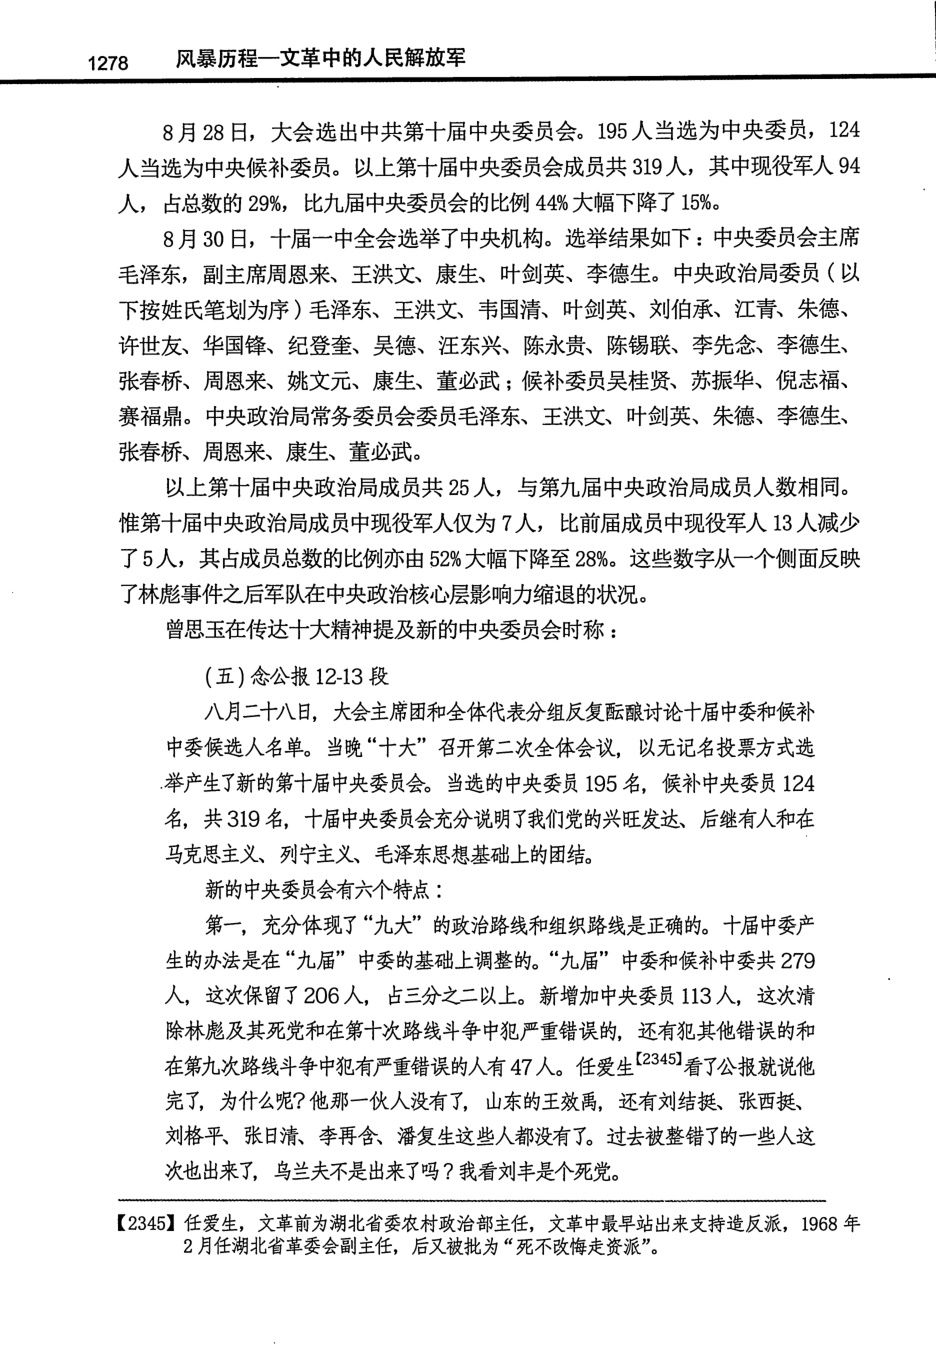 1278 风暴历程—文革中的人民解放军
8月28日，大会选出中共第十届中央委员会。195人当选为中央委员，124
人当选为中央候补委员。以上第十届中央委员会成员共319人，其中现役军人94
人，占总数的29%，比九届中央委员会的比例44%大幅下降了15%。
8月30日，十届一中全会选举了中央机构。选举结果如下：中央委员会主席
毛泽东，副主席周恩来、王洪文、康生、叶剑英、李德生。中央政治局委员（以
下按姓氏笔划为序）毛泽东、王洪文、韦国清、叶剑英、刘伯承、江青、朱德、
许世友、华国锋、纪登奎、吴德、汪东兴、陈永贵、陈锡联、李先念、李德生、
张春桥、周恩来、姚文元、康生、董必武；候补委员吴桂贤、苏振华、倪志福、
赛福鼎。中央政治局常务委员会委员毛泽东、王洪文、叶剑英、朱德、李德生、
张春桥、周恩来、康生、董必武。
以上第十届中央政治局成员共25人，与第九届中央政治局成员人数相同。
惟第十届中央政治局成员中现役军人仅为7人，比前届成员中现役军人13人减少
了5人，其占成员总数的比例亦由52%大幅下降至28%。这些数字从一个侧面反映
了林彪事件之后军队在中央政治核心层影响力缩退的状况。
曾思玉在传达十大精神提及新的中央委员会时称：
（五）念公报12-13段
八月二十八日，大会主席团和全体代表分组反复酝酿讨论十届中委和候补
中委候选人名单。当晚“十大”召开第二次全体会议，以无记名投票方式选
举产生了新的第十届中央委员会。当选的中央委员195名，候补中央委员124
名，共319名，十届中央委员会充分说明了我们党的兴旺发达、后继有人和在
马克思主义、列宁主义、毛泽东思想基础上的团结。
新的中央委员会有六个特点：
第一，充分体现了“九大”的政治路线和组织路线是正确的。十届中委产
生的办法是在“九届”中委的基础上调整的。“九届”中委和候补中委共279
人，这次保留了206人，占三分之二以上。新增加中央委员113人，这次清
除林彪及其死党和在第十次路线斗争中犯严重错误的，还有犯其他错误的和
在第九次路线斗争中犯有严重错误的人有47人。任爱生【2345】看了公报就说他
完了，为什么呢？他那一伙人没有了，山东的王效禹，还有刘结挺、张西挺、
刘格平、张日清、李再含、潘复生这些人都没有了。过去被整错了的一些人这
次也出来了，乌兰夫不是出来了吗？我看刘丰是个死党。
【2345】任爱生，文革前为湖北省委农村政治部主任，文革中最早站出来支持造反派，1968年
2月任湖北省革委会副主任，后又被批为“死不改悔走资派”。